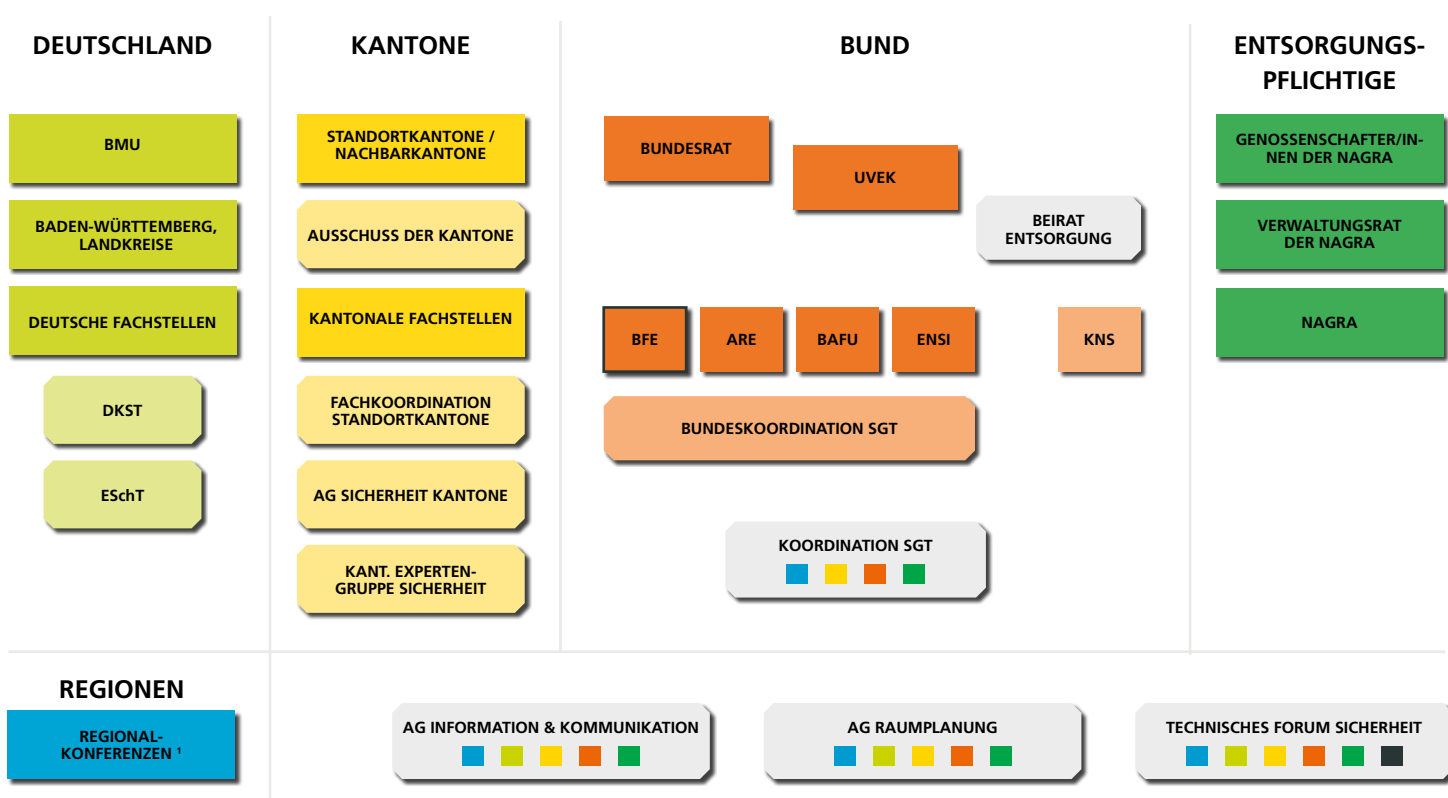 DEUTSCHLAND
BMU
BADEN-WÜRTTEMBERG,
LANDKREISE
DEUTSCHE FACHSTELLEN
DKST
ESchT
KANTONE
STANDORTKANTONE /
NACHBARKANTONE
AUSSCHUSS DER KANTONE
KANTONALE FACHSTELLEN
FACHKOORDINATION
STANDORTKANTONE
AG SICHERHEIT KANTONE
KANT. EXPERTEN-
GRUPPE SICHERHEIT
BUND
BUNDESRAT
UVEK
BEIRAT
ENTSORGUNG
BFE
ARE
BAFU
ENSI
KNS
BUNDESKOORDINATION SGT
KOORDINATION SGT
ENTSORGUNGS-
PFLICHTIGE
GENOSSENSCHAFTER/IN-
NEN DER NAGRA
VERWALTUNGSRAT
DER NAGRA
NAGRA
REGIONEN
REGIONAL-
KONFERENZEN ¹
AG INFORMATION & KOMMUNIKATION
AG RAUMPLANUNG
TECHNISCHES FORUM SICHERHEIT